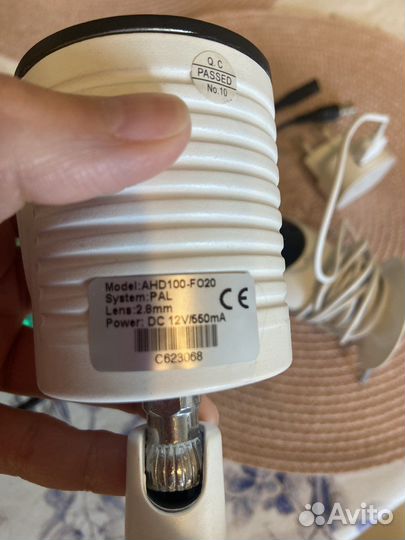 Q.C
PASSED
No.10
Model:AHD100-FO20
System:PAL
Lens:2.8mm
Power: DC 12V/550mA
CE
C623068
Avito